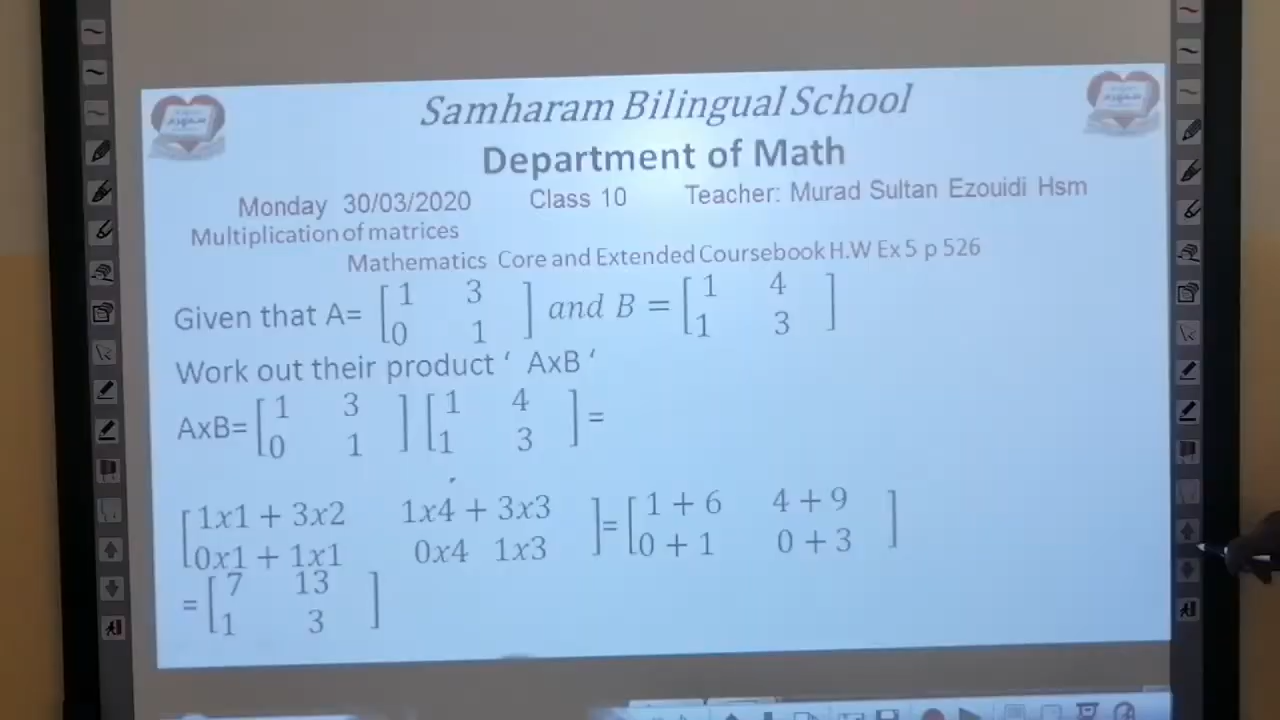 Samharam Bilingual School
Department of Math
Monday 30/03/2020 Class 10 Teacher: Murad Sultan Ezouidi Hsm
Multiplication of matrices
Mathematics Core and Extended Coursebook H.W Ex 5 p 526
Given that A= [1 3 0 1] and B = [1 4 1 3]
Work out their product ‘ AxB ‘
AxB= [1 3 0 1] [1 4 1 3] =
[1x1 + 3x2 1x4 + 3x3 0x1 + 1x1 0x4 1x3] = [1 + 6 4 + 9 0 + 1 0 + 3]
= [7 13 1 3]